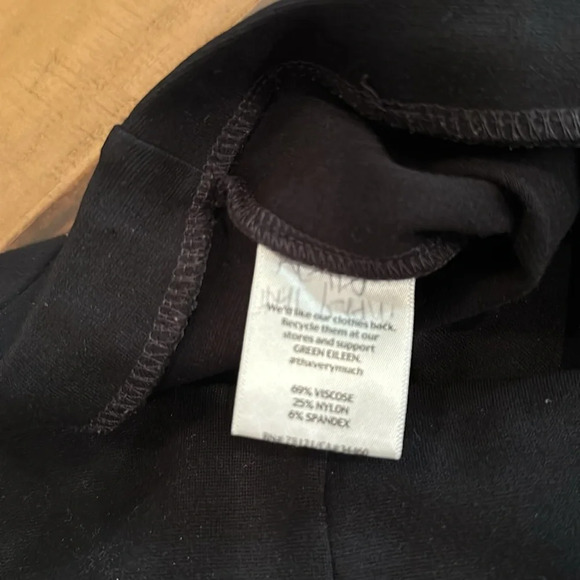 We'd like our clothes back.
Recycle them at our
stores and support
GREEN EILEEN.
#thxverymuch
69% VISCOSE
25% NYLON
6% SPANDEX